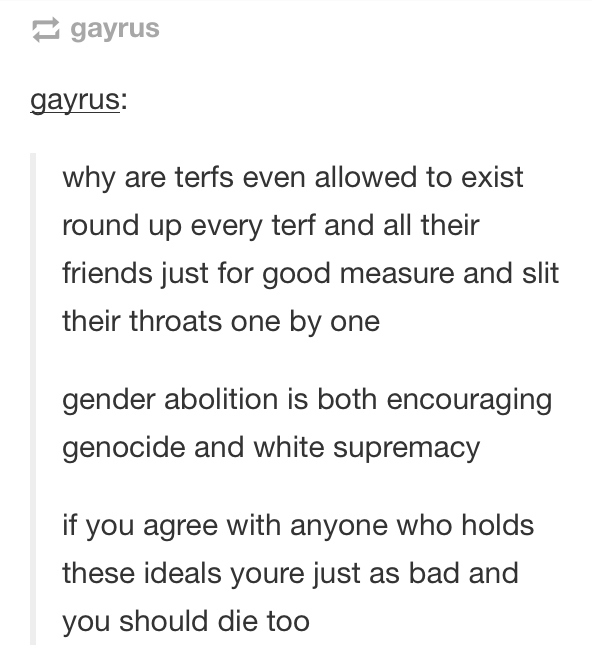 gayrus
gayrus:
why are terfs even allowed to exist
round up every terf and all their
friends just for good measure and slit
their throats one by one
gender abolition is both encouraging
genocide and white supremacy
if you agree with anyone who holds
these ideals youre just as bad and
you should die too